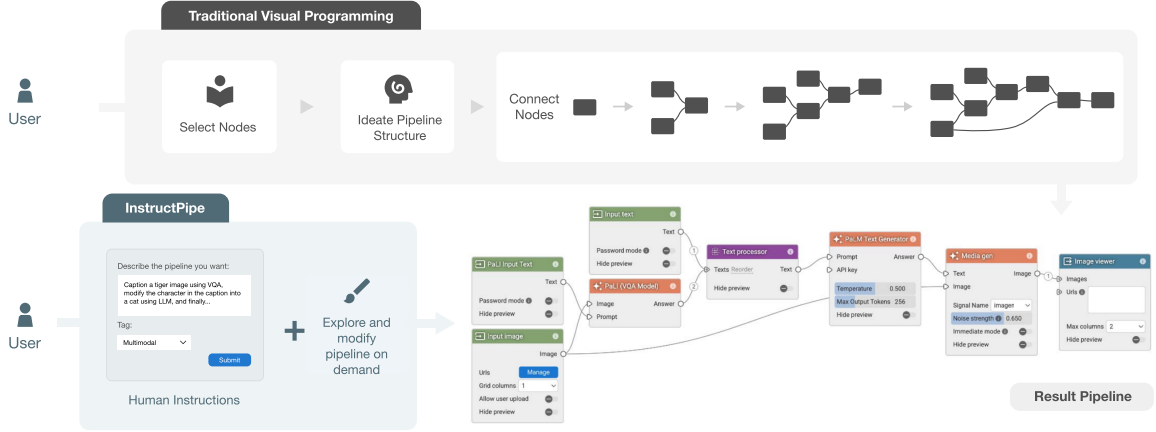 Traditional Visual Programming
User
Select Nodes
Ideate Pipeline
Structure
Connect
Nodes
InstructPipe
User
Describe the pipeline you want:
Caption a tiger image using VQA,
modify the character in the caption into
a cat using LLM, and finally...
Tag:
Multimodal
Submit
Human Instructions
+
Explore and
modify
pipeline on
demand
PaLI Input Text
Text
Password mode
Hide preview
Input image
Image
Urls
Manage
Grid columns 1
Allow user upload
Hide preview
Input text
Text
Password mode
Hide preview
PaLI (VQA Model)
Image Answer
Prompt
1
2
Text processor
Texts Reorder Text
Hide preview
PaLM Text Generator
Prompt Answer
API key
Temperature 0.500
Max Output Tokens 256
Hide preview
Media gen
Text Image
Image
Signal Name imager
Noise strength 0.650
Immediate mode
Hide preview
1
Image viewer
Images
Urls
Max columns 2
Hide preview
Result Pipeline